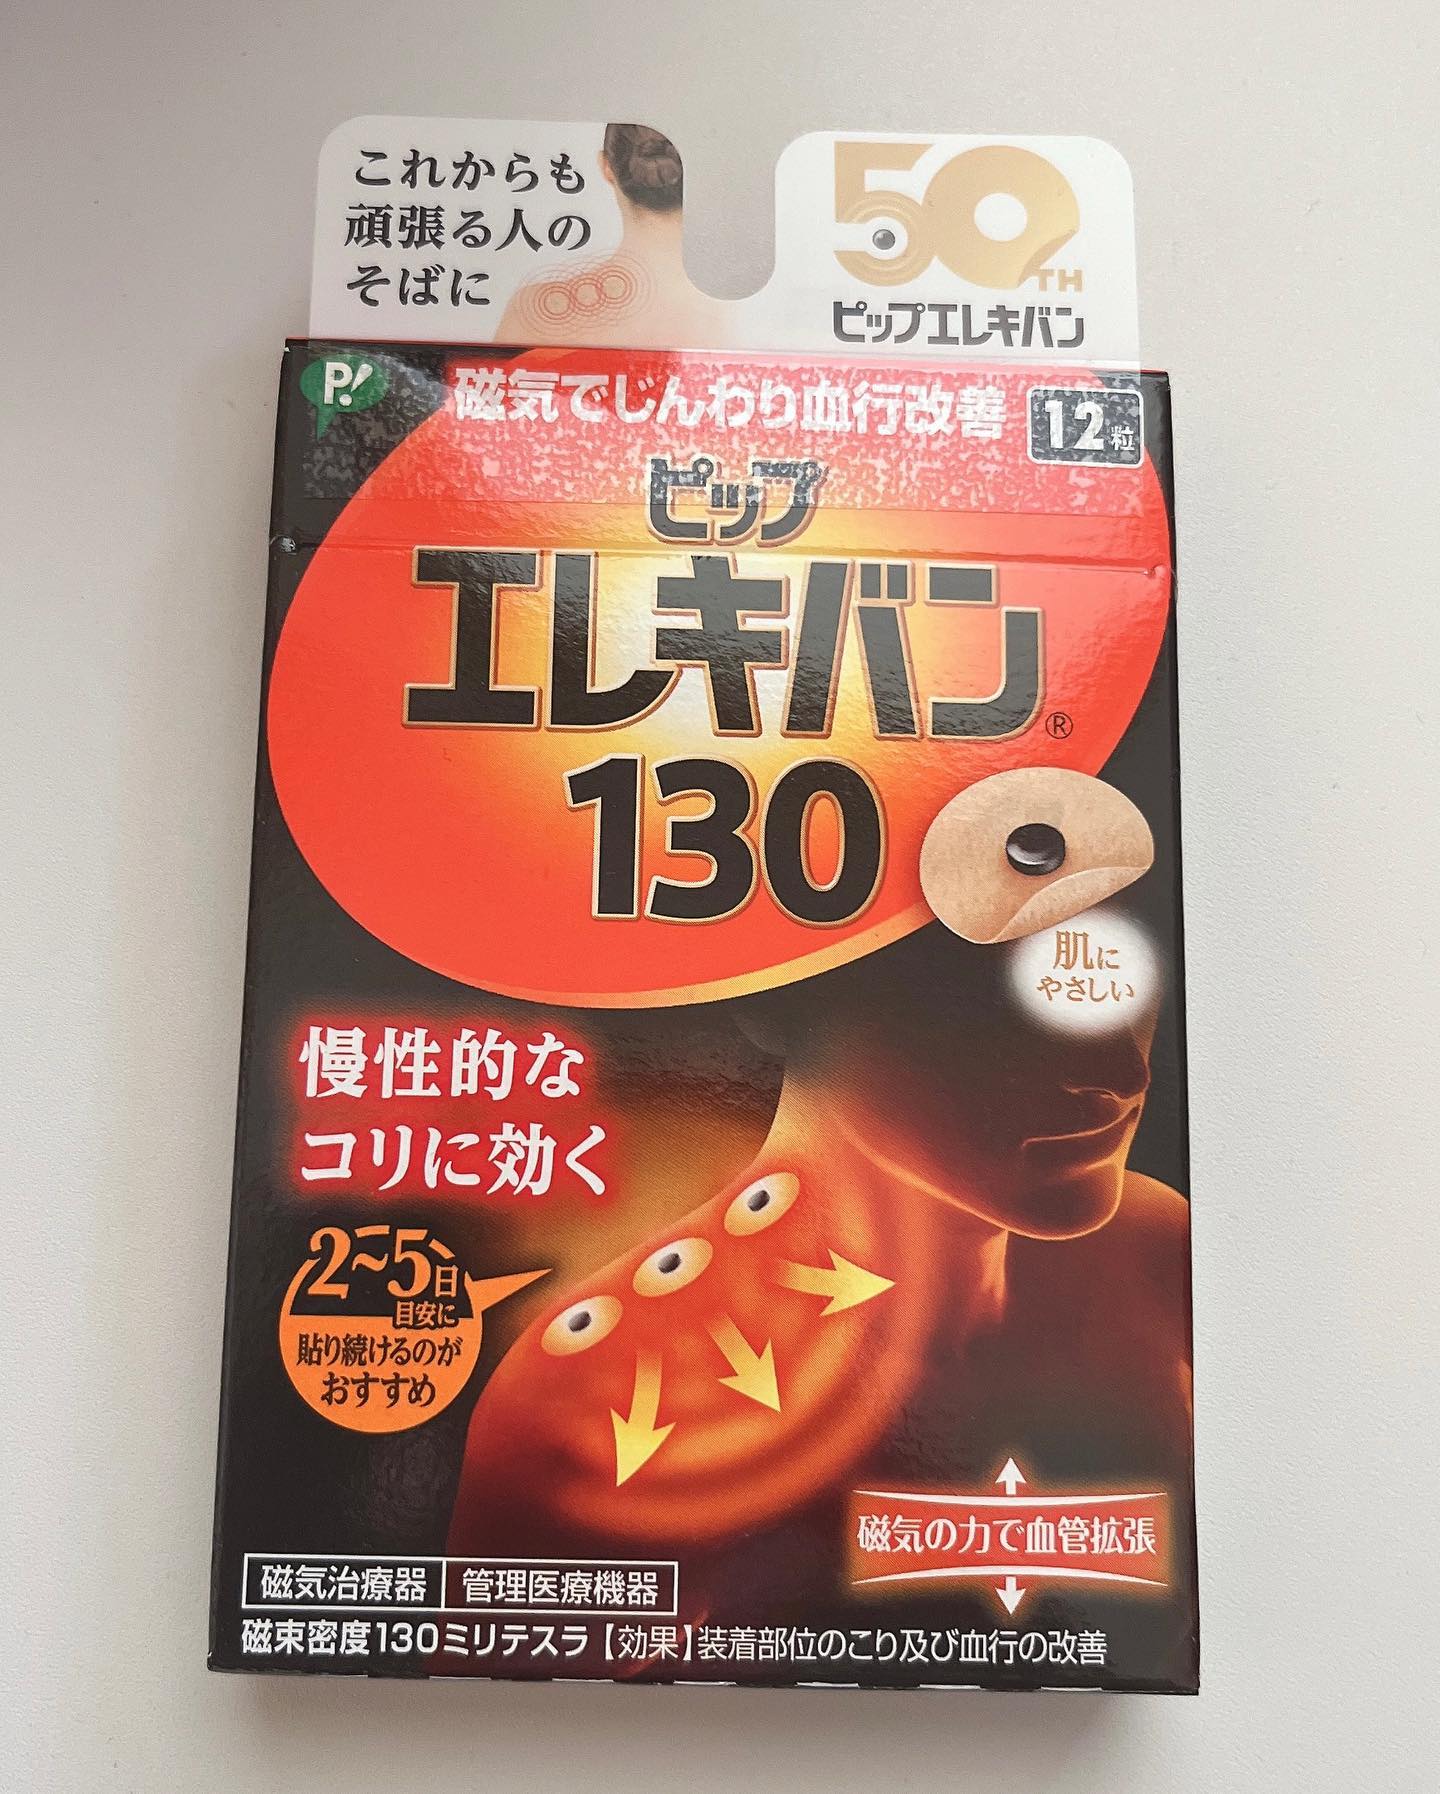 これからも
頑張る人の
そばに
50TH
ピップエレキバン
P!
磁気でじんわり血行改善
12粒
ピップ
エレキバン®
130
肌に
やさしい
慢性的な
コリに効く
2~5日
目安に
貼り続けるのが
おすすめ
磁気の力で血管拡張
磁気治療器 管理医療機器
磁束密度130ミリテスラ【効果】装着部位のこり及び血行の改善